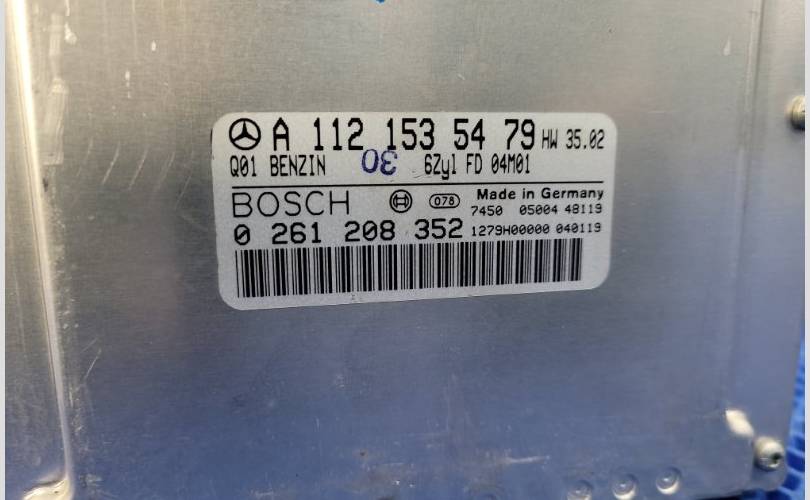 A 112 153 54 79 HW 35.02
Q01 BENZIN 30 6Zyl FD 04M01
BOSCH 078 Made in Germany
7450 05004 48119
0 261 208 352 1279H00000 040119